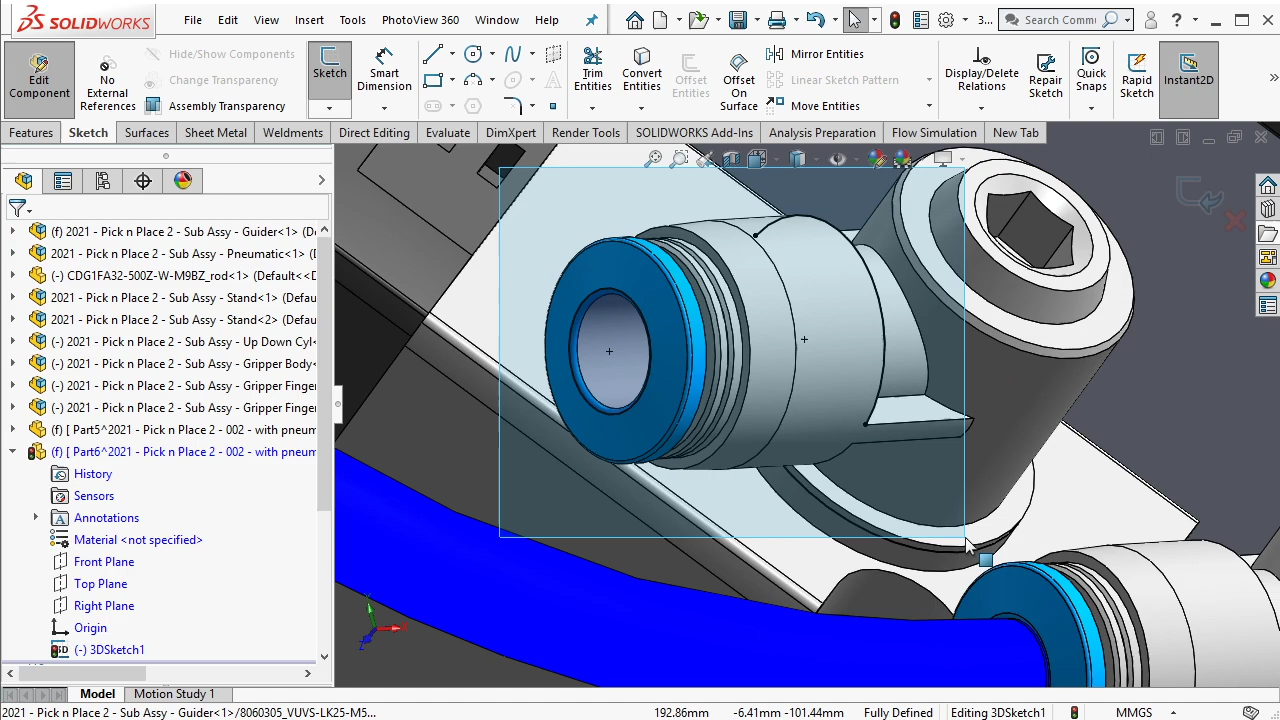 SOLIDWORKS
File Edit View Insert Tools PhotoView 360 Window Help
3... Search Commu
Edit Component
No External References
Hide/Show Components
Change Transparency
Assembly Transparency
Sketch
Smart Dimension
Trim Entities
Convert Entities
Offset Entities
Offset On Surface
Mirror Entities
Linear Sketch Pattern
Move Entities
Display/Delete Relations
Repair Sketch
Quick Snaps
Rapid Sketch
Instant2D
Features Sketch Surfaces Sheet Metal Weldments Direct Editing Evaluate DimXpert Render Tools SOLIDWORKS Add-Ins Analysis Preparation Flow Simulation New Tab
(f) 2021 - Pick n Place 2 - Sub Assy - Guider<1> (Defau
2021 - Pick n Place 2 - Sub Assy - Pneumatic<1> (D
(-) CDG1FA32-500Z-W-M9BZ_rod<1> (Default<<D
2021 - Pick n Place 2 - Sub Assy - Stand<1> (Defau
2021 - Pick n Place 2 - Sub Assy - Stand<2> (Defau
(-) 2021 - Pick n Place 2 - Sub Assy - Up Down Cyl<
(-) 2021 - Pick n Place 2 - Sub Assy - Gripper Body<
(-) 2021 - Pick n Place 2 - Sub Assy - Gripper Finger
(-) 2021 - Pick n Place 2 - Sub Assy - Gripper Finger
(f) [ Part5^2021 - Pick n Place 2 - 002 - with pneum
(f) [ Part6^2021 - Pick n Place 2 - 002 - with pneum
History
Sensors
Annotations
Material <not specified>
Front Plane
Top Plane
Right Plane
Origin
(-) 3DSketch1
Y
X
Z
Model Motion Study 1
2021 - Pick n Place 2 - Sub Assy - Guider<1>/8060305_VUVS-LK25-M5... 192.86mm -6.41mm -101.44mm Fully Defined Editing 3DSketch1 MMGS